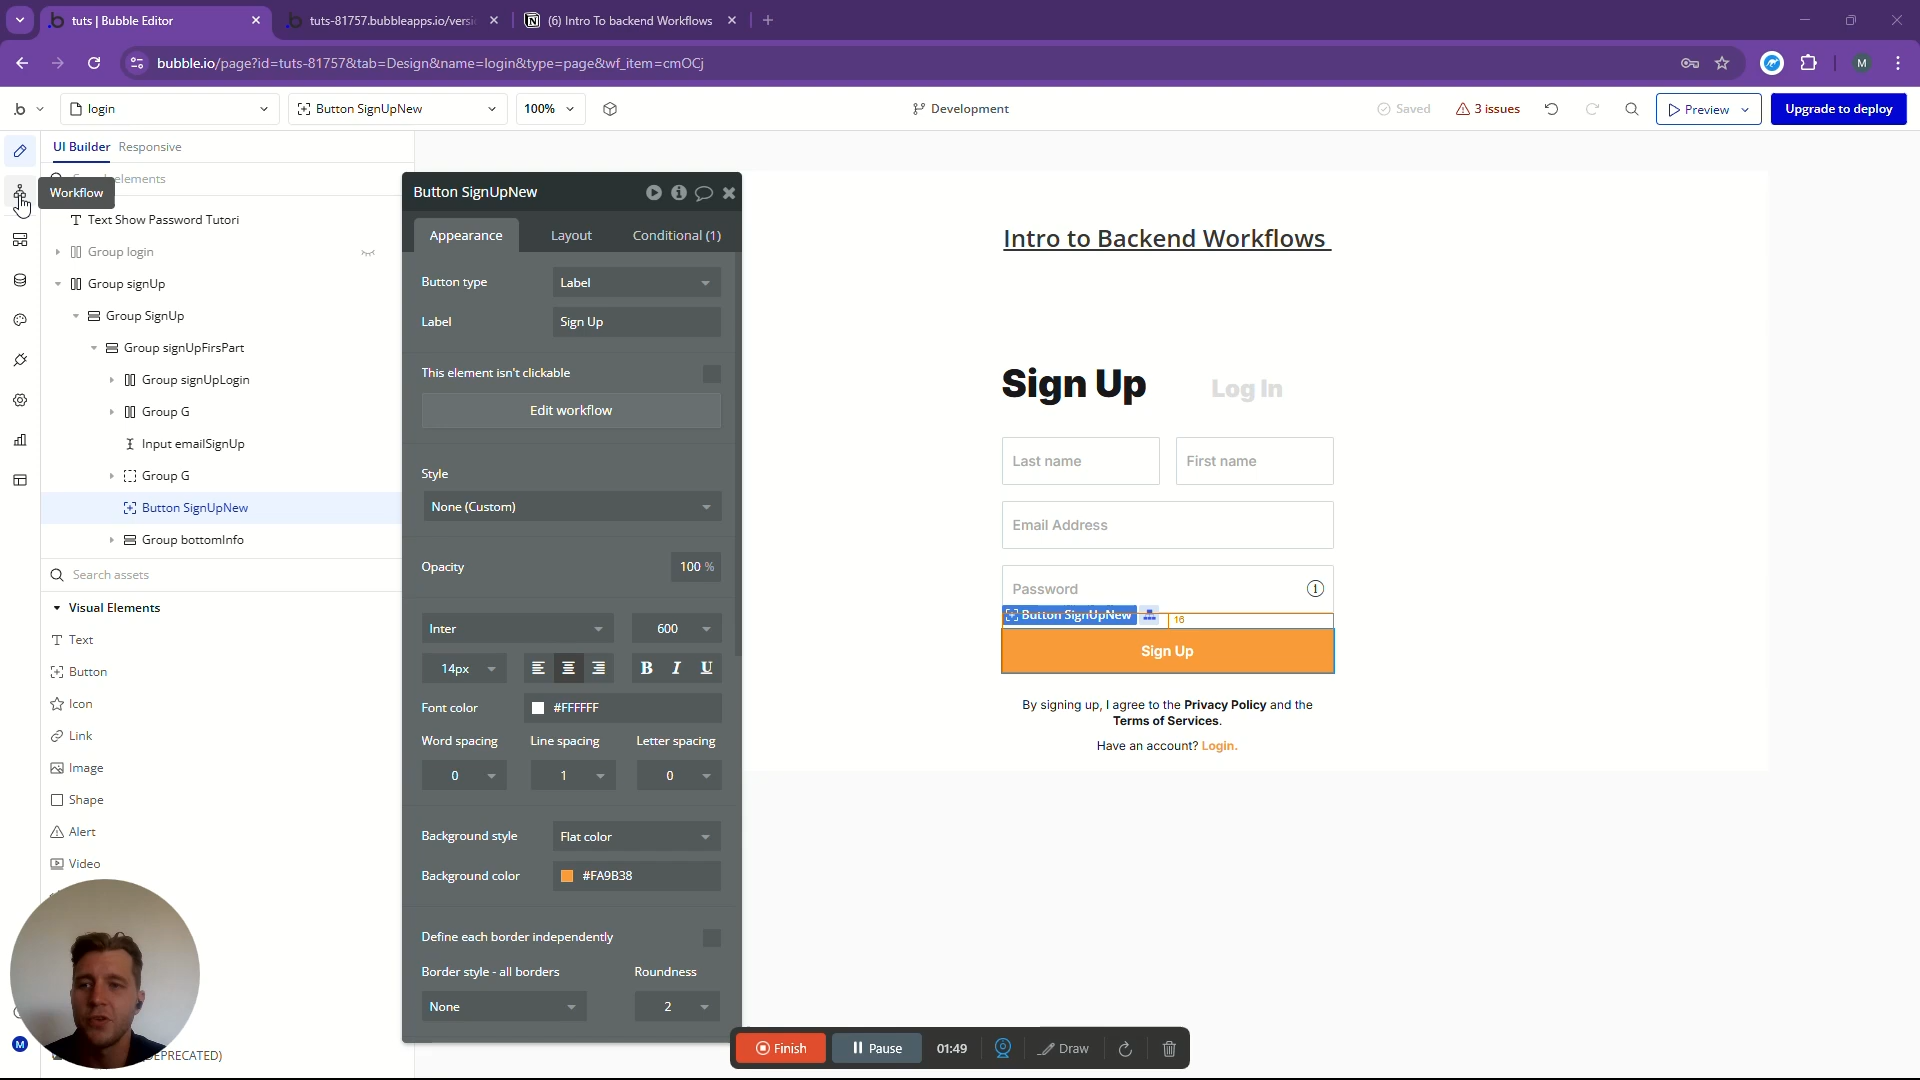 tuts | Bubble Editor
tuts-81757.bubbleapps.io/versi
(6) Intro To backend Workflows
bubble.io/page?id=tuts-81757&tab=Design&name=login&type=page&wf_item=cmOCj
M
login
Button SignUpNew
100%
Development
Saved
3 issues
Preview
Upgrade to deploy
UI Builder
Responsive
elements
Workflow
Text Show Password Tutori
Group login
Group signUp
Group SignUp
Group signUpFirsPart
Group signUpLogin
Group G
Input emailSignUp
Group G
Button SignUpNew
Group bottomInfo
Search assets
Visual Elements
Text
Button
Icon
Link
Image
Shape
Alert
Video
M
Button SignUpNew
Appearance
Layout
Conditional (1)
Button type
Label
Label
Sign Up
This element isn't clickable
Edit workflow
Style
None (Custom)
Opacity
100 %
Inter
600
14px
B I U
Font color
#FFFFFF
Word spacing
Line spacing
Letter spacing
0
1
0
Background style
Flat color
Background color
#FA9B38
Define each border independently
Border style - all borders
Roundness
None
2
Intro to Backend Workflows
Sign Up
Log In
Last name
First name
Email Address
Password
Button SignUpNew
16
Sign Up
By signing up, I agree to the Privacy Policy and the
Terms of Services.
Have an account? Login.
Finish
Pause
01:49
Draw